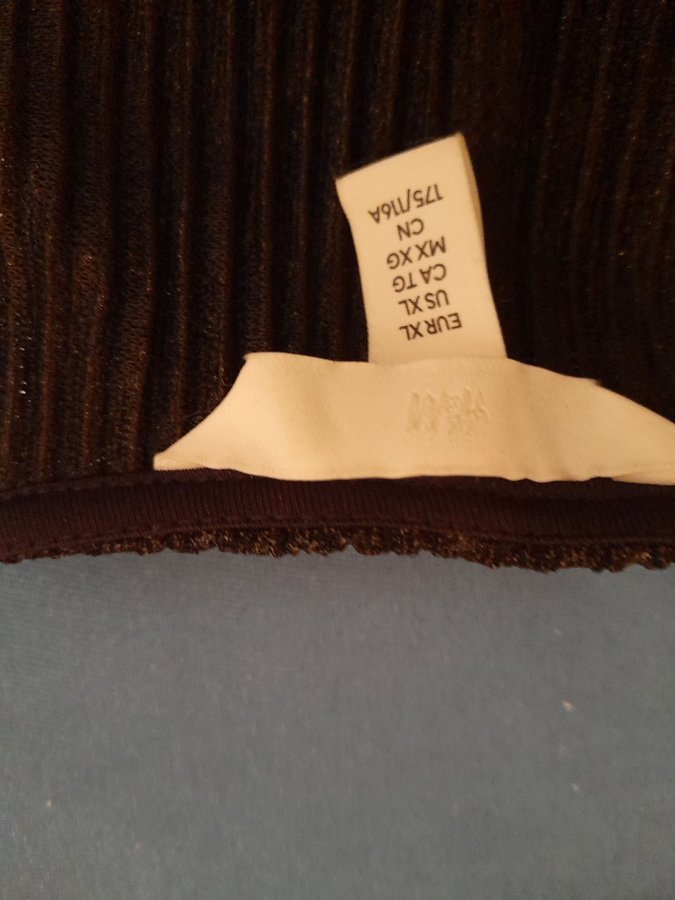 H&M
EUR XL
US XL
CA TG
MX XG
CN
175/116A